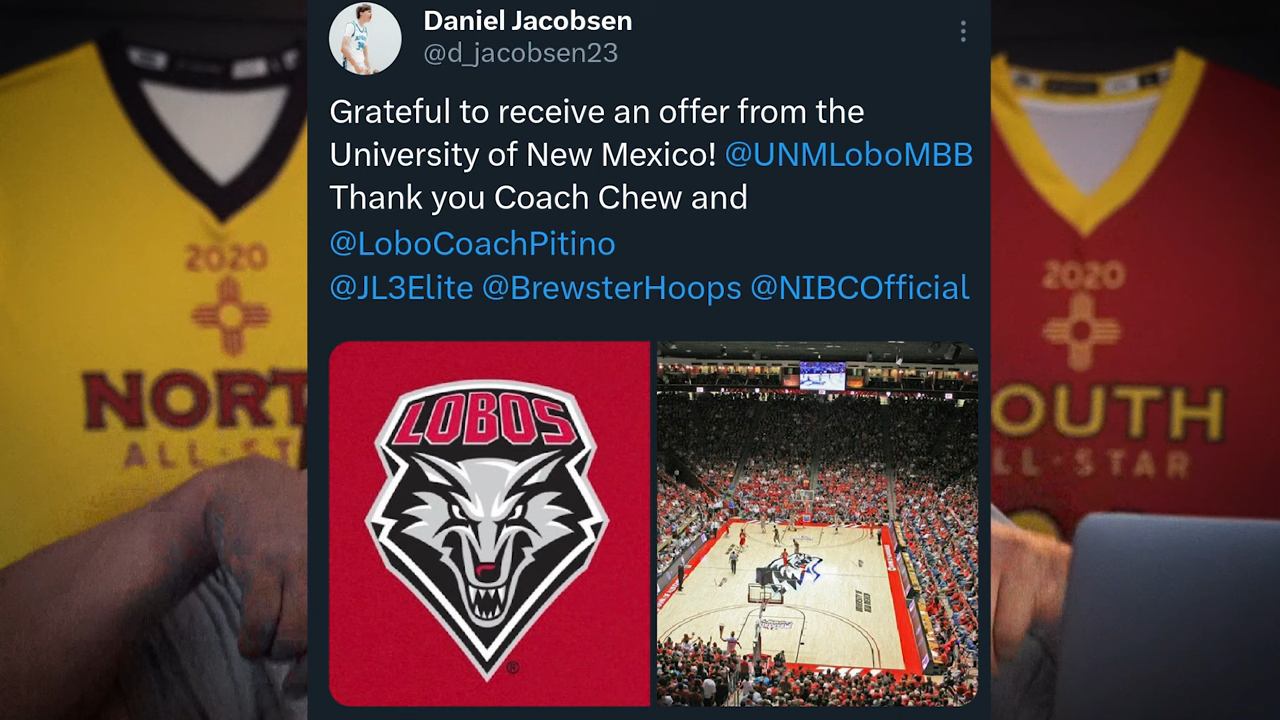 Daniel Jacobsen
@d_jacobsen23
Grateful to receive an offer from the
University of New Mexico! @UNMLoboMBB
Thank you Coach Chew and
@LoboCoachPitino
@JL3Elite @BrewsterHoops @NIBCOfficial
2020
NORT
ALL-ST
2020
OUTH
LL-STAR
LOBOS
®